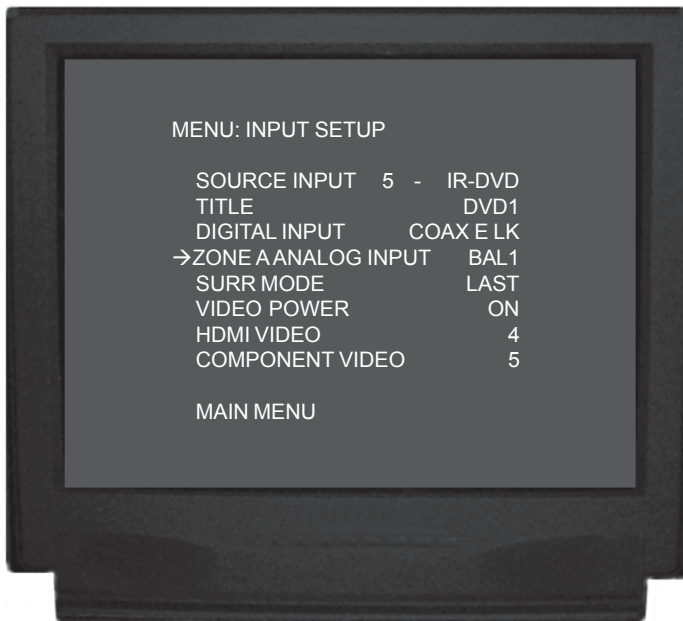 MENU: INPUT SETUP
SOURCE INPUT 5 - IR-DVD
TITLE DVD1
DIGITAL INPUT COAX E LK
→ZONE A ANALOG INPUT BAL1
SURR MODE LAST
VIDEO POWER ON
HDMI VIDEO 4
COMPONENT VIDEO 5
MAIN MENU